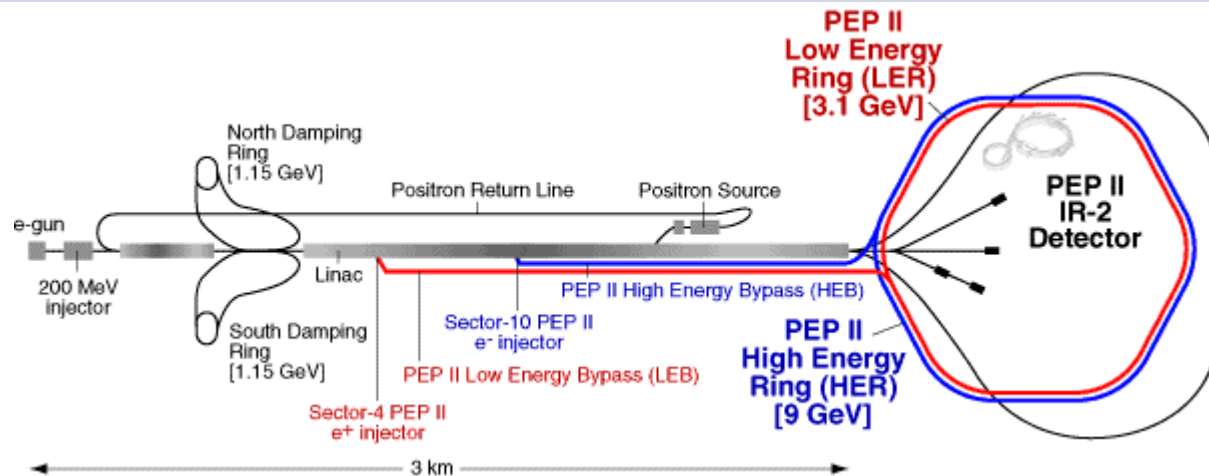 PEP II
Low Energy
Ring (LER)
[3.1 GeV]
North Damping
Ring
[1.15 GeV]
Positron Return Line
Positron Source
PEP II
IR-2
Detector
e-gun
200 MeV
injector
Linac
PEP II High Energy Bypass (HEB)
South Damping
Ring
[1.15 GeV]
Sector-10 PEP II
e- injector
PEP II
High Energy
Ring (HER)
[9 GeV]
PEP II Low Energy Bypass (LEB)
Sector-4 PEP II
e+ injector
3 km